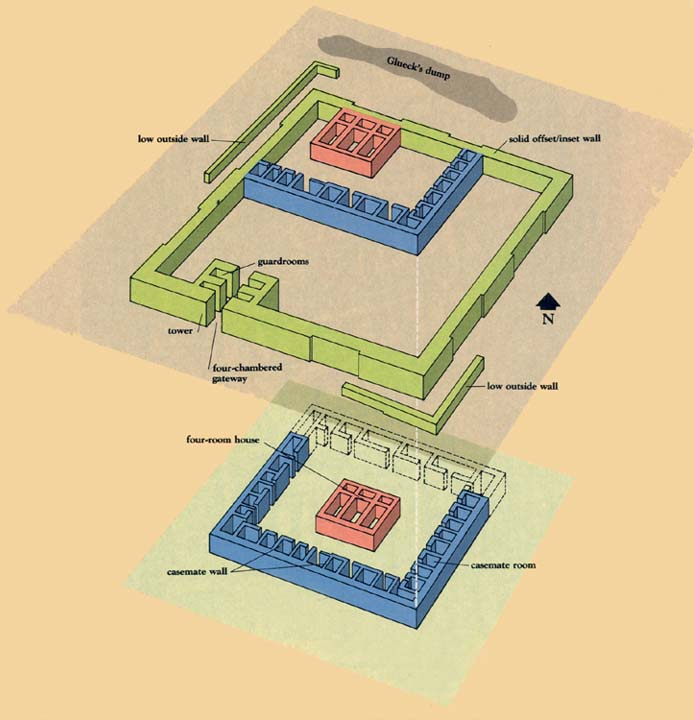 Glueck's dump
low outside wall
solid offset/inset wall
guardrooms
N
tower
four-chambered
gateway
low outside wall
four-room house
casemate wall
casemate room